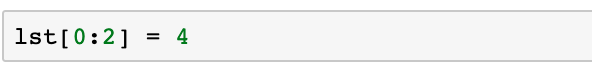 lst[0:2] = 4